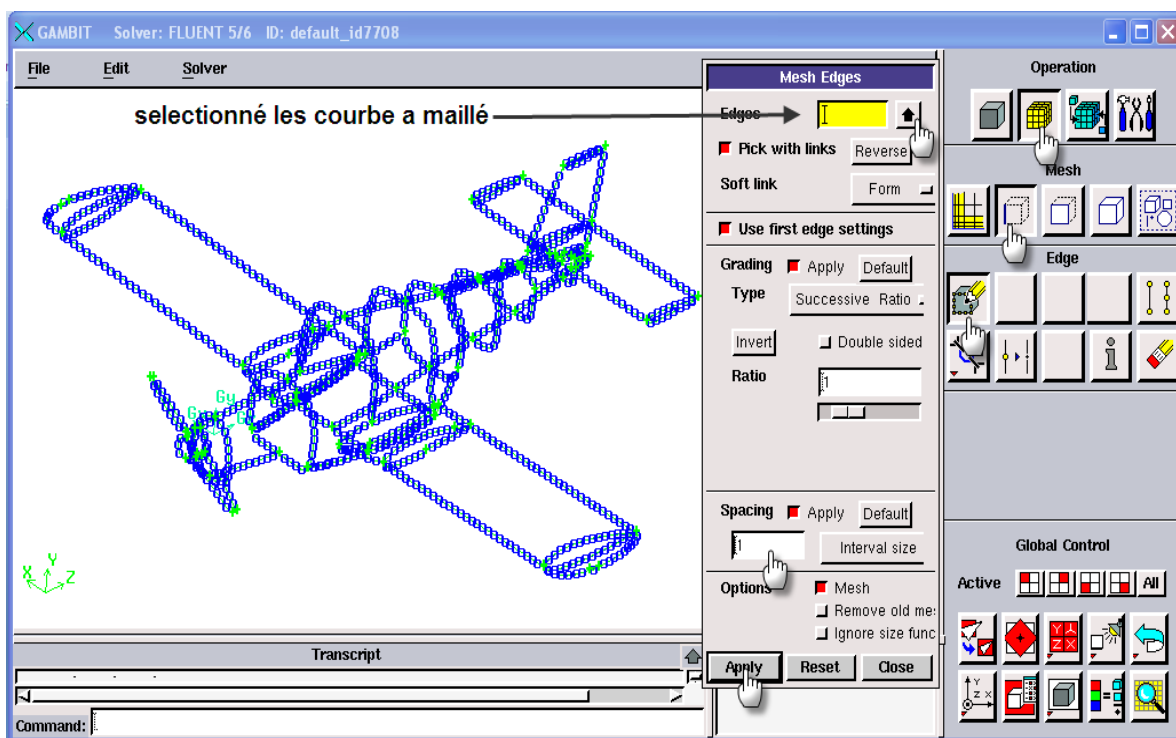 GAMBIT Solver: FLUENT 5/6 ID: default_id7708
File Edit Solver
selectionné les courbe a maillé
Gy
X Y Z
Transcript
Command:
Mesh Edges
Edges
Pick with links Reverse
Soft link Form
Use first edge settings
Grading Apply Default
Type Successive Ratio
Invert Double sided
Ratio 1
Spacing Apply Default
1 Interval size
Options Mesh
Remove old me
Ignore size func
Apply Reset Close
Operation
Mesh
Edge
Global Control
Active All